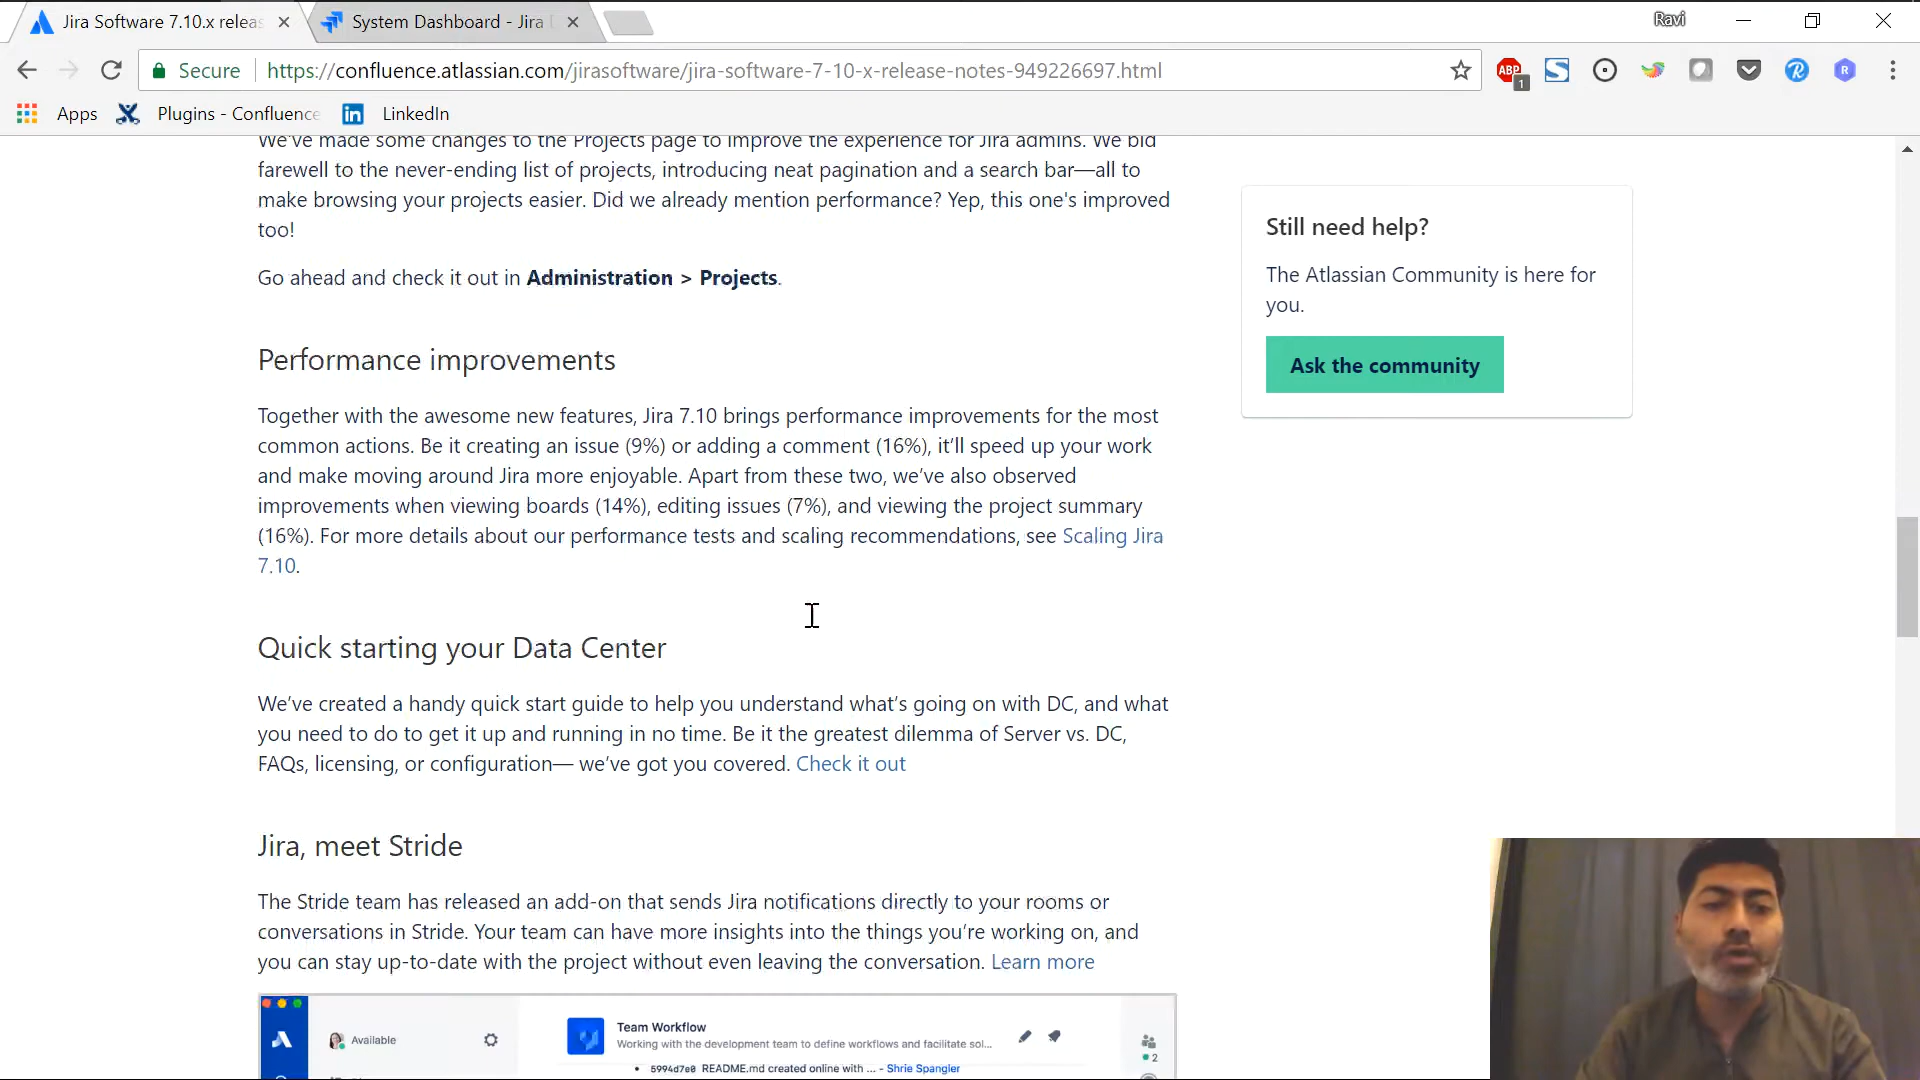 Jira Software 7.10.x releas
System Dashboard - Jira
Ravi
Secure
https://confluence.atlassian.com/jirasoftware/jira-software-7-10-x-release-notes-949226697.html
ABP
1
S
R
R
Apps
Plugins - Confluence
in
LinkedIn
We've made some changes to the Projects page to improve the experience for Jira admins. We bid
farewell to the never-ending list of projects, introducing neat pagination and a search bar—all to
make browsing your projects easier. Did we already mention performance? Yep, this one's improved
too!
Go ahead and check it out in Administration > Projects.
Performance improvements
Together with the awesome new features, Jira 7.10 brings performance improvements for the most
common actions. Be it creating an issue (9%) or adding a comment (16%), it'll speed up your work
and make moving around Jira more enjoyable. Apart from these two, we've also observed
improvements when viewing boards (14%), editing issues (7%), and viewing the project summary
(16%). For more details about our performance tests and scaling recommendations, see Scaling Jira
7.10.
Quick starting your Data Center
We've created a handy quick start guide to help you understand what's going on with DC, and what
you need to do to get it up and running in no time. Be it the greatest dilemma of Server vs. DC,
FAQs, licensing, or configuration— we've got you covered. Check it out
Jira, meet Stride
The Stride team has released an add-on that sends Jira notifications directly to your rooms or
conversations in Stride. Your team can have more insights into the things you're working on, and
you can stay up-to-date with the project without even leaving the conversation. Learn more
Available
Team Workflow
Working with the development team to define workflows and facilitate sol...
2
5994d7e0 README.md created online with ... - Shrie Spangler
Still need help?
The Atlassian Community is here for
you.
Ask the community